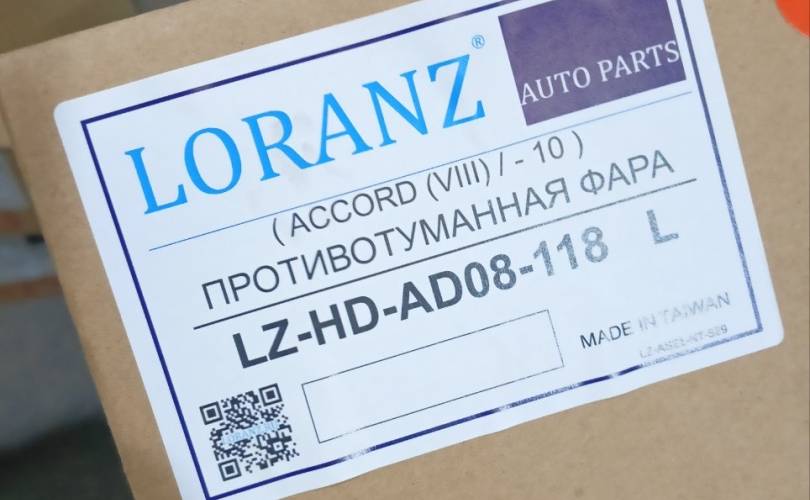 LORANZ®
AUTO PARTS
( ACCORD (VIII) / - 10 )
ПРОТИВОТУМАННАЯ ФАРА
LZ-HD-AD08-118 L
MADE IN TAIWAN